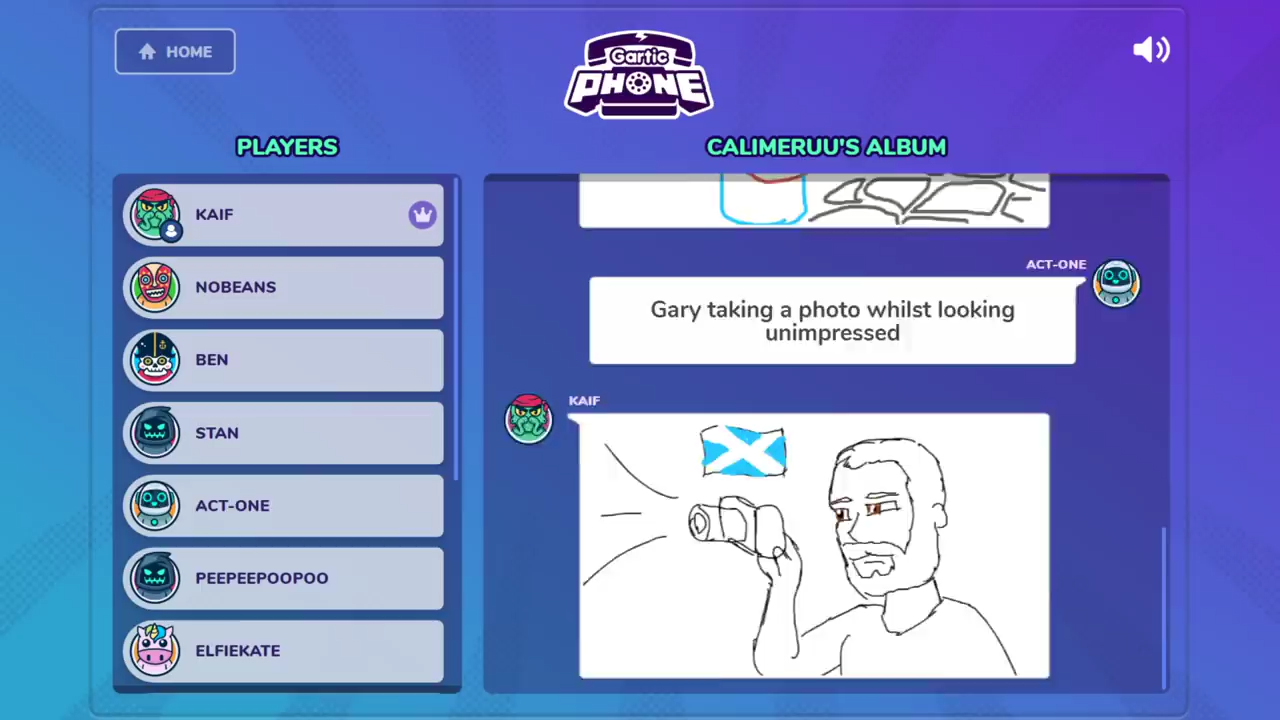 HOME
Gartic
PHONE
PLAYERS
CALIMERUU'S ALBUM
KAIF
NOBEANS
BEN
STAN
ACT-ONE
PEEPEEPOOPOO
ELFIEKATE
ACT-ONE
Gary taking a photo whilst looking
unimpressed
KAIF